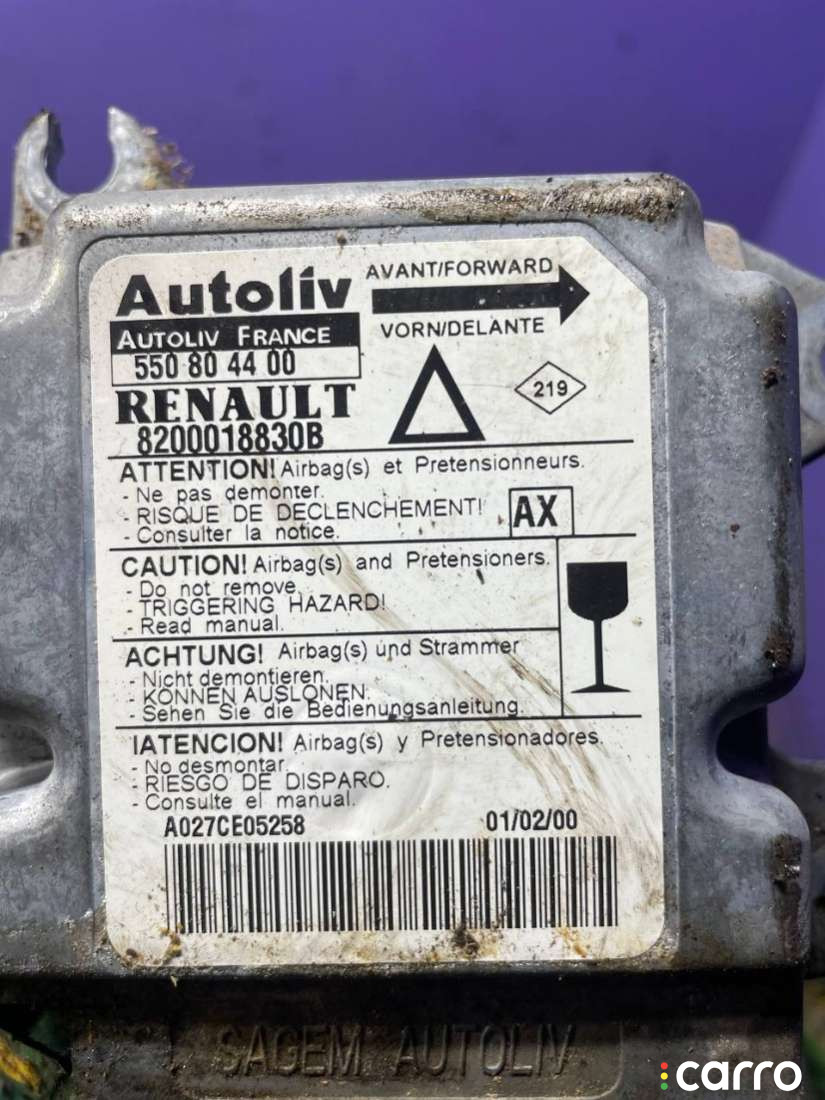 Autoliv
AVANT/FORWARD
AUTOLIV FRANCE
VORN/DELANTE
550 80 44 00
219
RENAULT
8200018830B
ATTENTION! Airbag(s) et Pretensionneurs.
- Ne pas demonter.
- RISQUE DE DECLENCHEMENT!
- Consulter la notice.
AX
CAUTION! Airbag(s) and Pretensioners.
- Do not remove.
- TRIGGERING HAZARD!
- Read manual.
ACHTUNG! Airbag(s) und Strammer
- Nicht demontieren.
- KONNEN AUSLONEN.
- Sehen Sie die Bedienungsanleitung.
IATENCION! Airbag(s) y Pretensionadores.
- No desmontar.
- RIESGO DE DISPARO.
- Consulte el manual.
A027CE05258 01/02/00
SAGEM AUTOLIV
carro